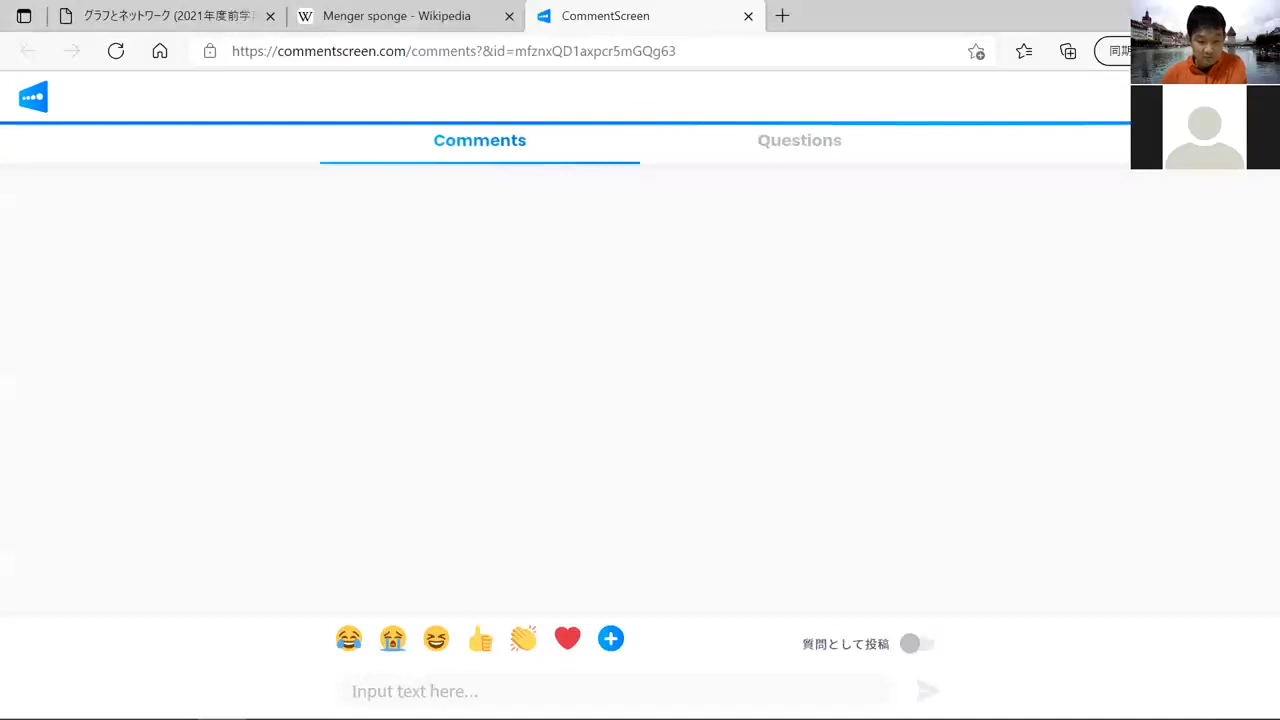 グラフとネットワーク (2021年度前学
Menger sponge - Wikipedia
CommentScreen
https://commentscreen.com/comments?&id=mfznxQD1axpcr5mGQg63
同期
Comments
Questions
質問として投稿
Input text here...